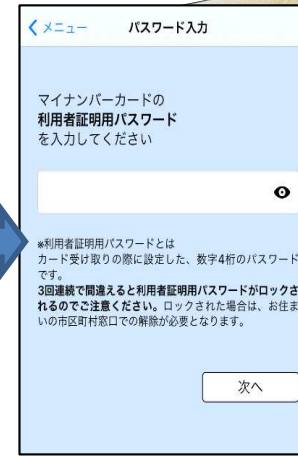 メニュー パスワード入力
マイナンバーカードの
利用者証明用パスワード
を入力してください
※利用者証明用パスワードとは
カード受け取りの際に設定した、数字4桁のパスワード
です。
3回連続で間違えると利用者証明用パスワードがロックさ
れるのでご注意ください。ロックされた場合は、お住ま
いの市区町村窓口での解除が必要となります。
次へ